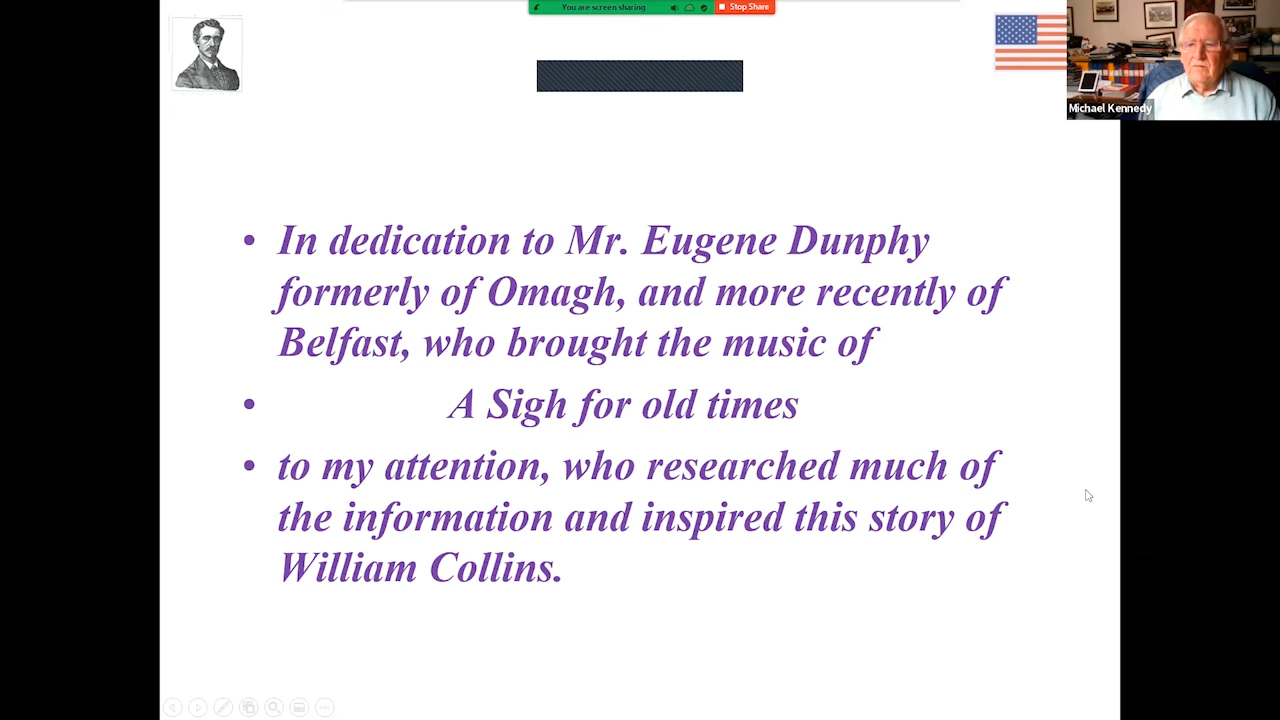 You are screen sharing
Stop Share
Michael Kennedy
• In dedication to Mr. Eugene Dunphy
formerly of Omagh, and more recently of
Belfast, who brought the music of
• A Sigh for old times
• to my attention, who researched much of
the information and inspired this story of
William Collins.